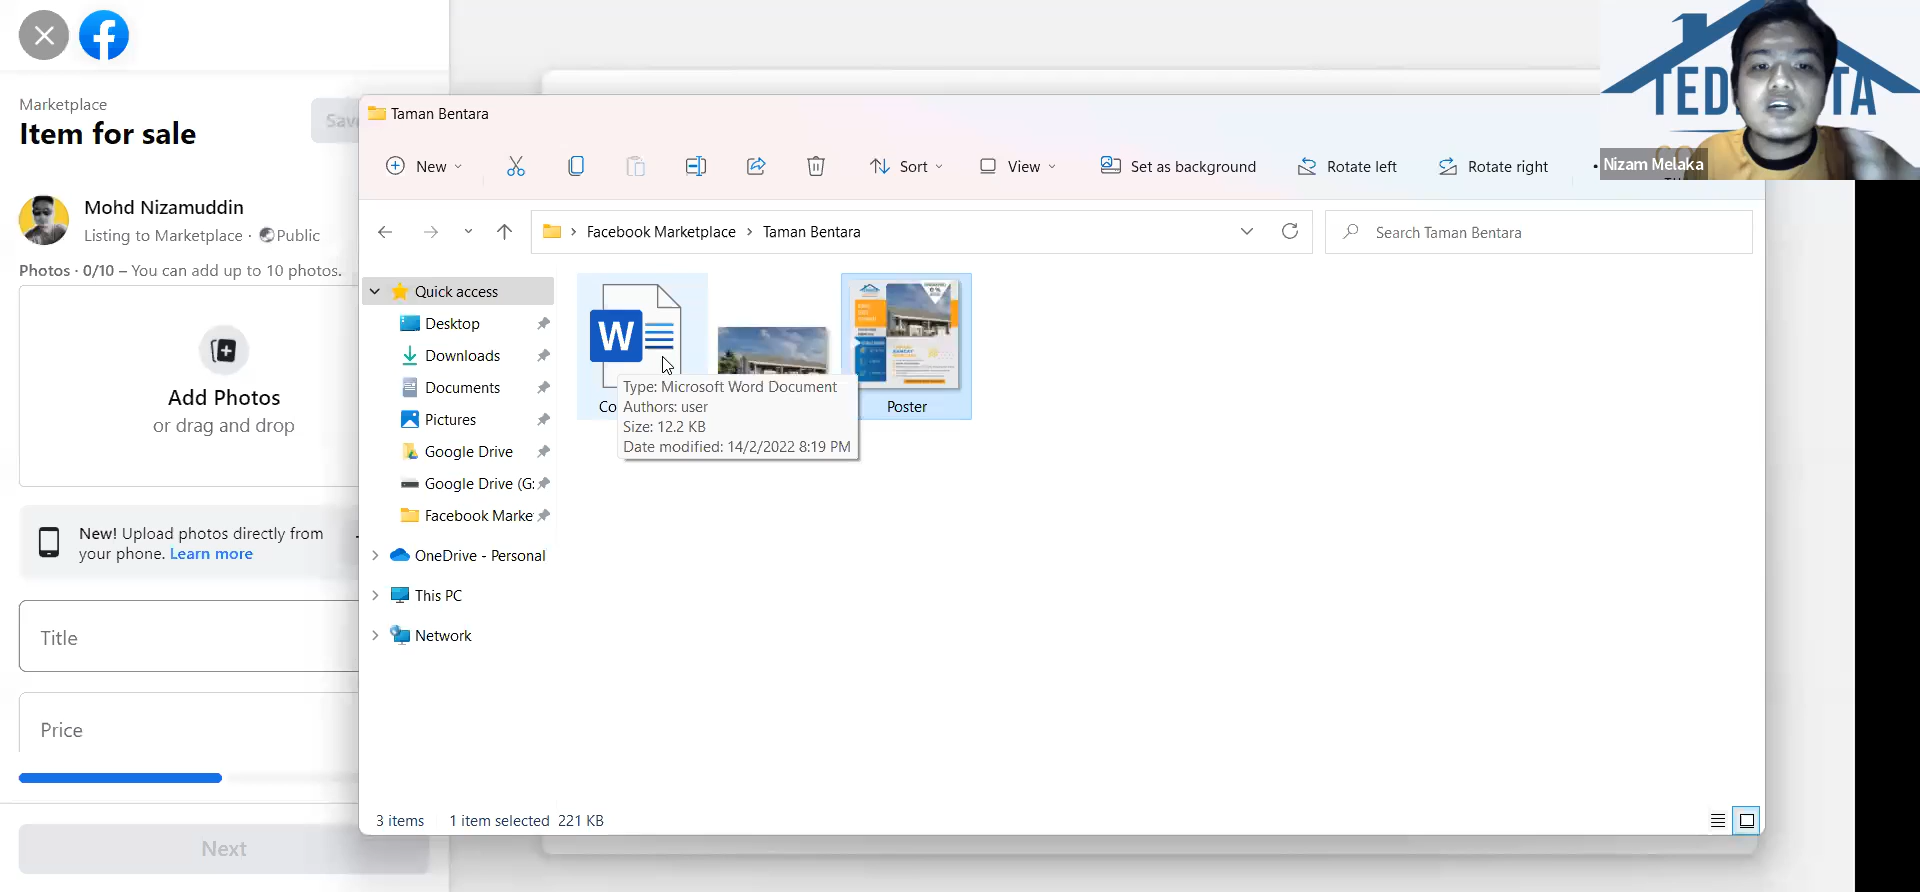 Marketplace
Item for sale
Save
Mohd Nizamuddin
Listing to Marketplace · Public
Photos · 0/10 – You can add up to 10 photos.
Add Photos
or drag and drop
New! Upload photos directly from
your phone. Learn more
Title
Price
Next
Taman Bentara
New
Sort
View
Set as background
Rotate left
Rotate right
Facebook Marketplace > Taman Bentara
Search Taman Bentara
Quick access
Desktop
Downloads
Documents
Pictures
Google Drive
Google Drive (G:
Facebook Marke
OneDrive - Personal
This PC
Network
W
Co
Poster
Type: Microsoft Word Document
Authors: user
Size: 12.2 KB
Date modified: 14/2/2022 8:19 PM
3 items 1 item selected 221 KB
Nizam Melaka